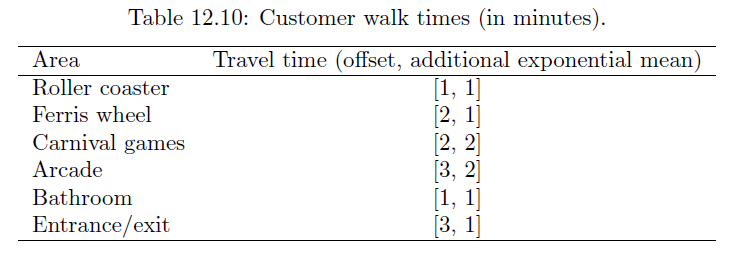 Table 12.10: Customer walk times (in minutes).
Area Travel time (offset, additional exponential mean)
Roller coaster [1, 1]
Ferris wheel [2, 1]
Carnival games [2, 2]
Arcade [3, 2]
Bathroom [1, 1]
Entrance/exit [3, 1]